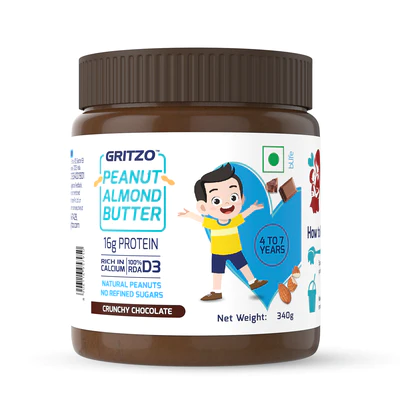 GRITZO™
PEANUT
ALMOND
BUTTER
16g PROTEIN
RICH IN
CALCIUM
100%
RDA D3
NATURAL PEANUTS
NO REFINED SUGARS
CRUNCHY CHOCOLATE
4 TO 7
YEARS
Net Weight: 340g
How to